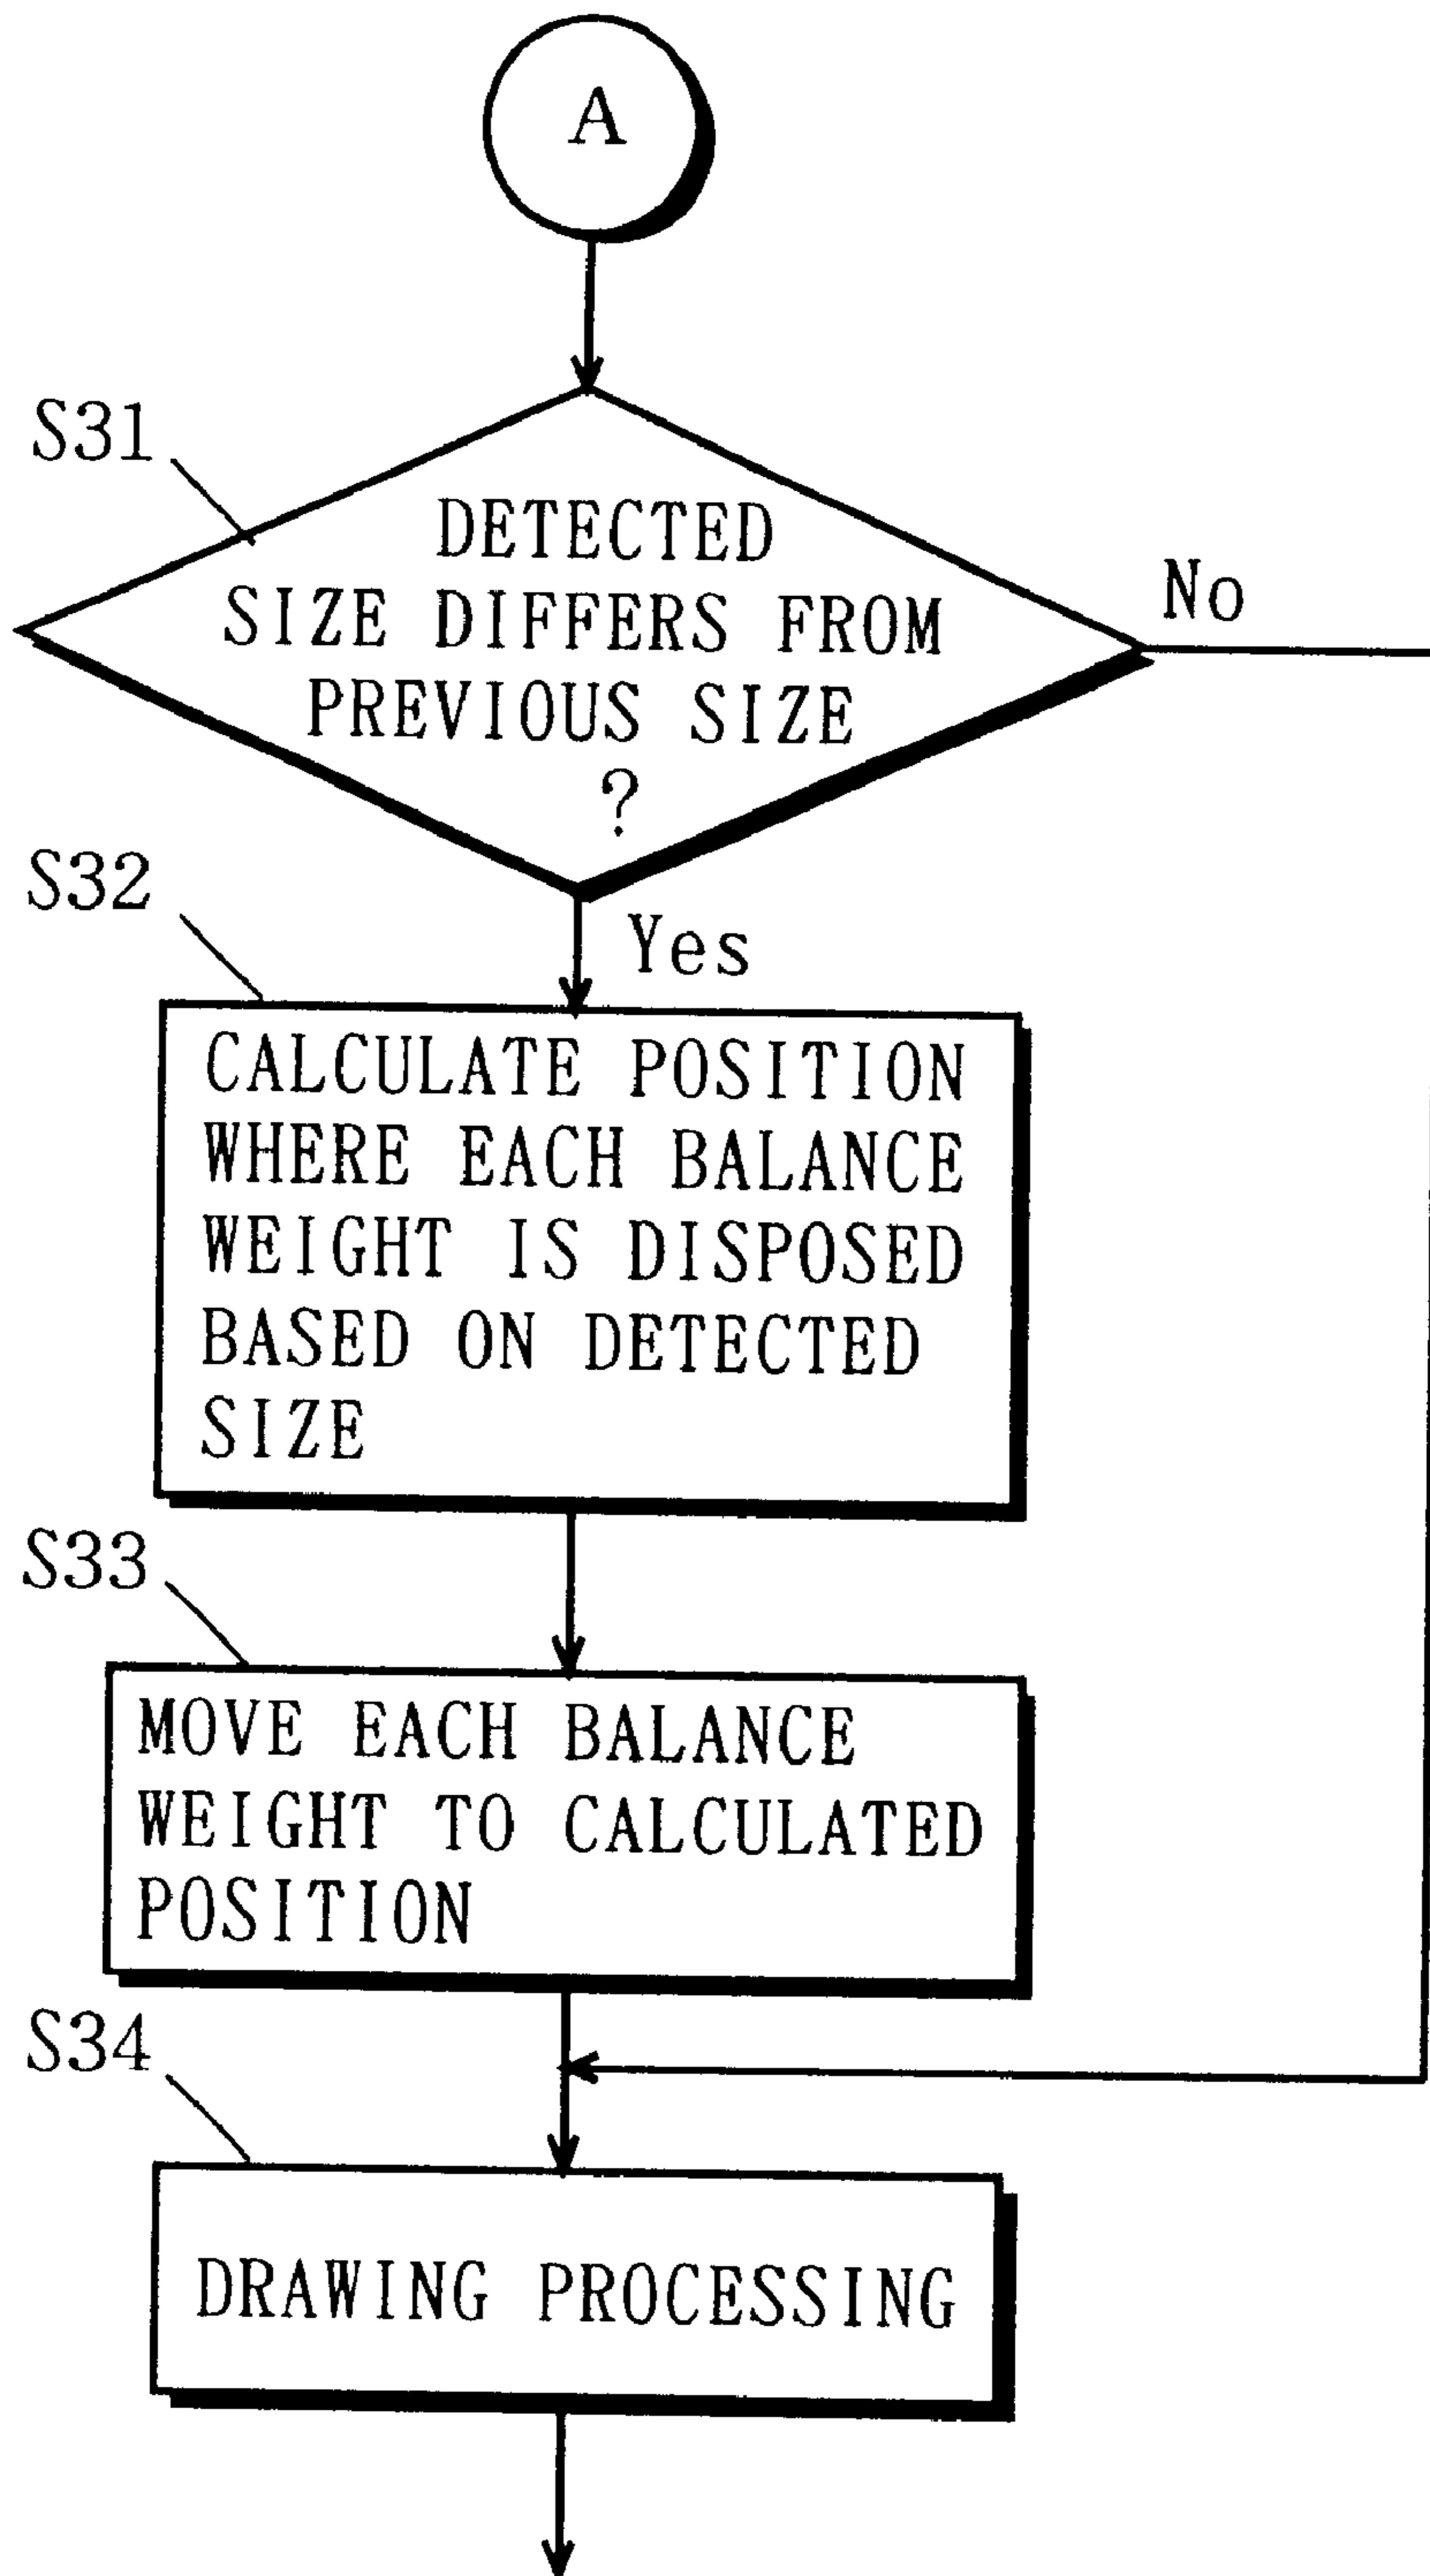 A
S31
DETECTED
SIZE DIFFERS FROM
PREVIOUS SIZE
?
No
S32
Yes
CALCULATE POSITION
WHERE EACH BALANCE
WEIGHT IS DISPOSED
BASED ON DETECTED
SIZE
S33
MOVE EACH BALANCE
WEIGHT TO CALCULATED
POSITION
S34
DRAWING PROCESSING